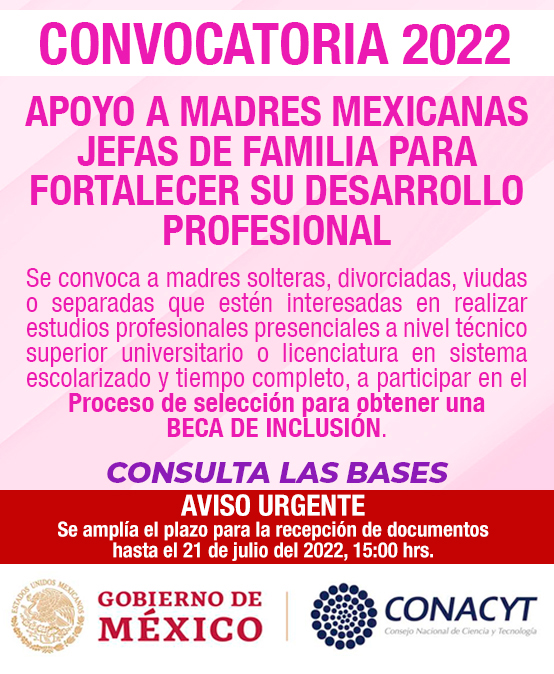 CONVOCATORIA 2022
APOYO A MADRES MEXICANAS
JEFAS DE FAMILIA PARA
FORTALECER SU DESARROLLO
PROFESIONAL
Se convoca a madres solteras, divorciadas, viudas
o separadas que estén interesadas en realizar
estudios profesionales presenciales a nivel técnico
superior universitario o licenciatura en sistema
escolarizado y tiempo completo, a participar en el
Proceso de selección para obtener una
BECA DE INCLUSIÓN.
CONSULTA LAS BASES
AVISO URGENTE
Se amplía el plazo para la recepción de documentos
hasta el 21 de julio del 2022, 15:00 hrs.
ESTADOS UNIDOS MEXICANOS
GOBIERNO DE
MÉXICO
CONACYT
Consejo Nacional de Ciencia y Tecnología